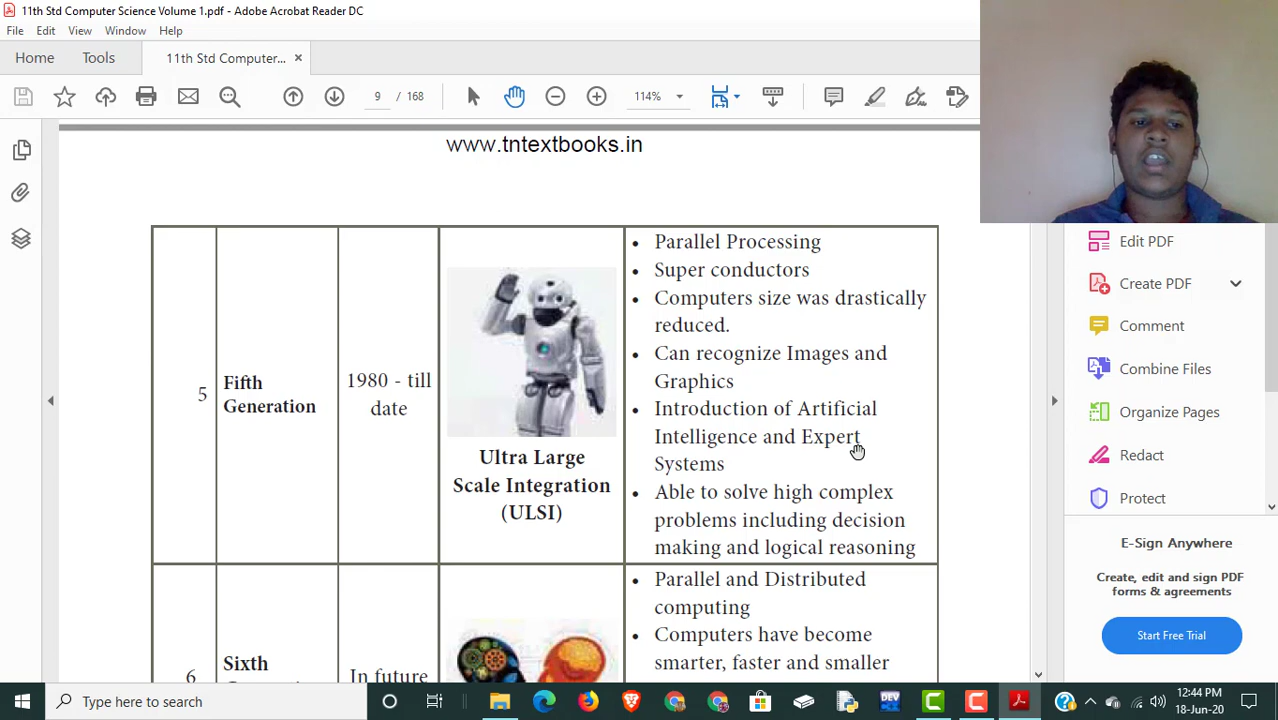 11th Std Computer Science Volume 1.pdf - Adobe Acrobat Reader DC
File Edit View Window Help
Home Tools 11th Std Computer... ×
9 / 168 114%
www.tntextbooks.in
5
Fifth
Generation
1980 - till
date
Ultra Large
Scale Integration
(ULSI)
• Parallel Processing
• Super conductors
• Computers size was drastically
reduced.
• Can recognize Images and
Graphics
• Introduction of Artificial
Intelligence and Expert
Systems
• Able to solve high complex
problems including decision
making and logical reasoning
6
Sixth
In future
• Parallel and Distributed
computing
• Computers have become
smarter, faster and smaller
Edit PDF
Create PDF
Comment
Combine Files
Organize Pages
Redact
Protect
E-Sign Anywhere
Create, edit and sign PDF
forms & agreements
Start Free Trial
Type here to search
DEV
12:44 PM
18-Jun-20